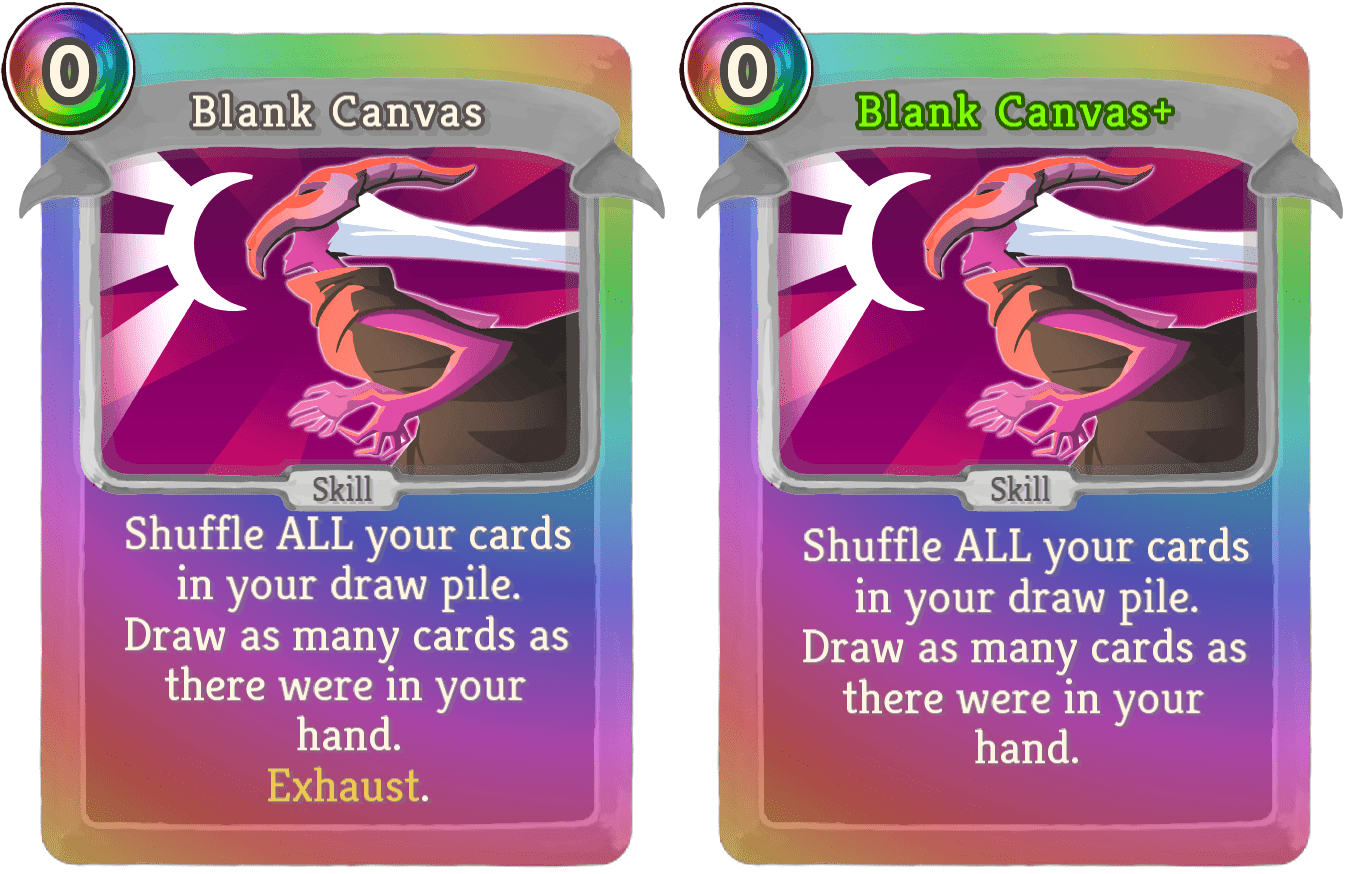 0
Blank Canvas
Skill
Shuffle ALL your cards
in your draw pile.
Draw as many cards as
there were in your
hand.
Exhaust.
0
Blank Canvas+
Skill
Shuffle ALL your cards
in your draw pile.
Draw as many cards as
there were in your
hand.